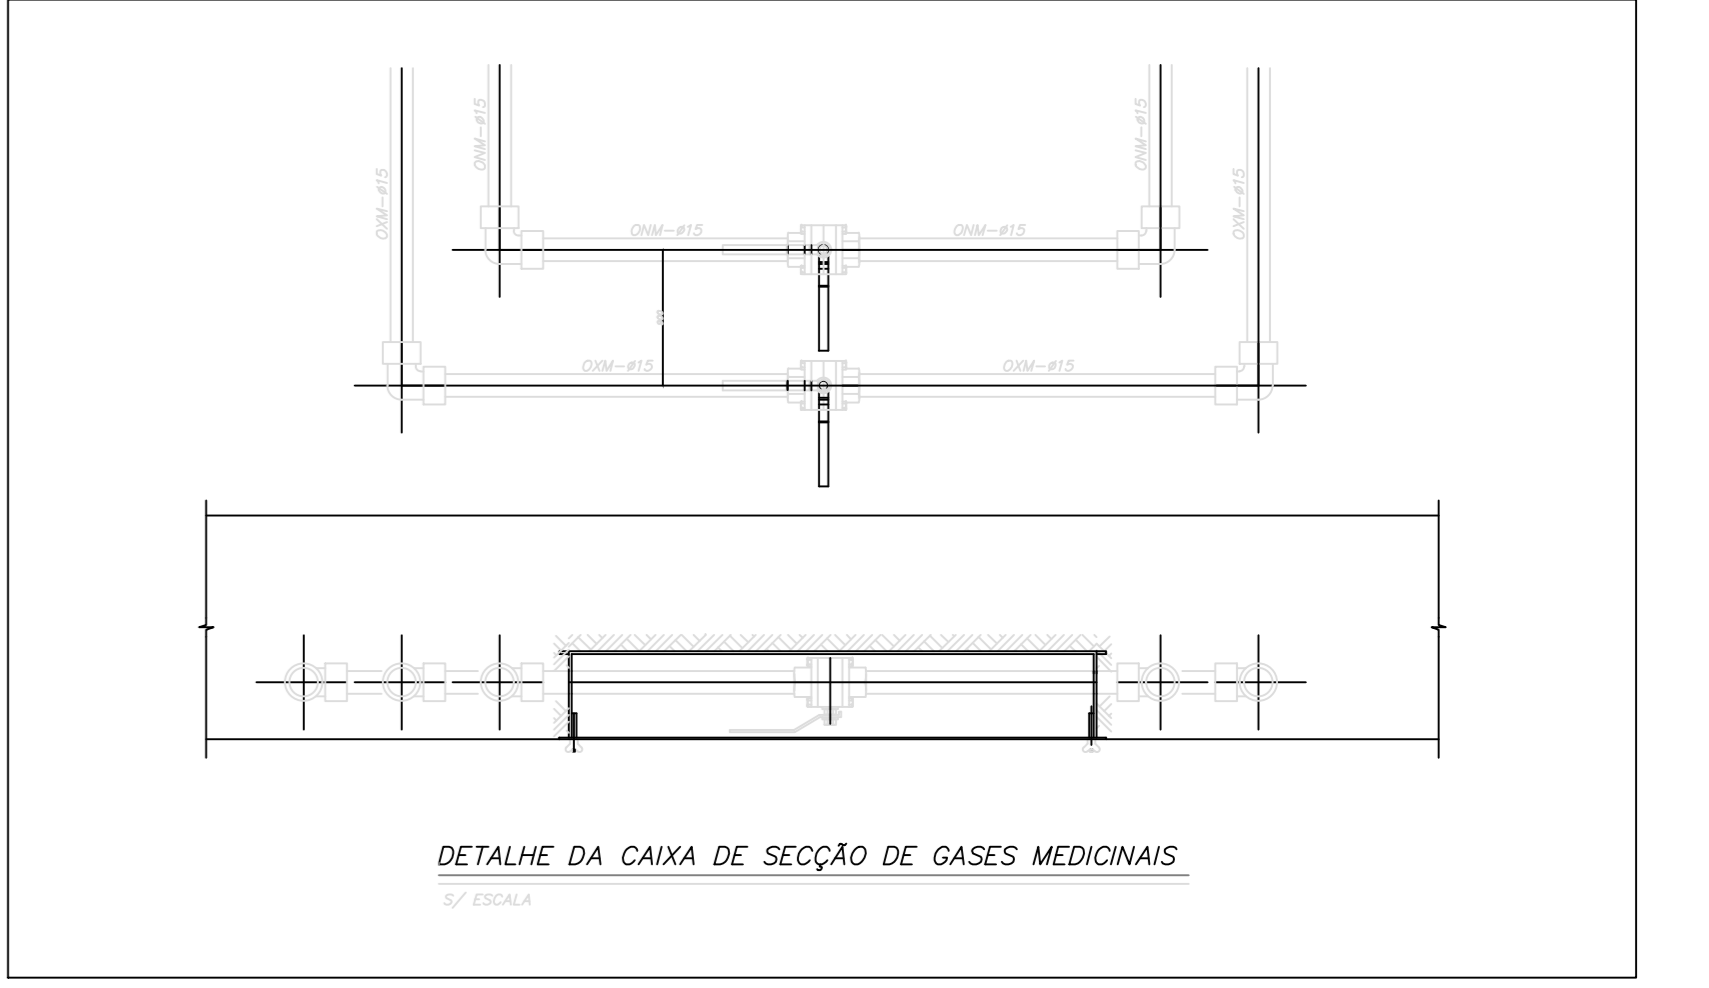 ONM-ø15
ONM-ø15
OXM-ø15
OXM-ø15
ONM-ø15
ONM-ø15
OXM-ø15
OXM-ø15
DETALHE DA CAIXA DE SECÇÃO DE GASES MEDICINAIS
S/ ESCALA